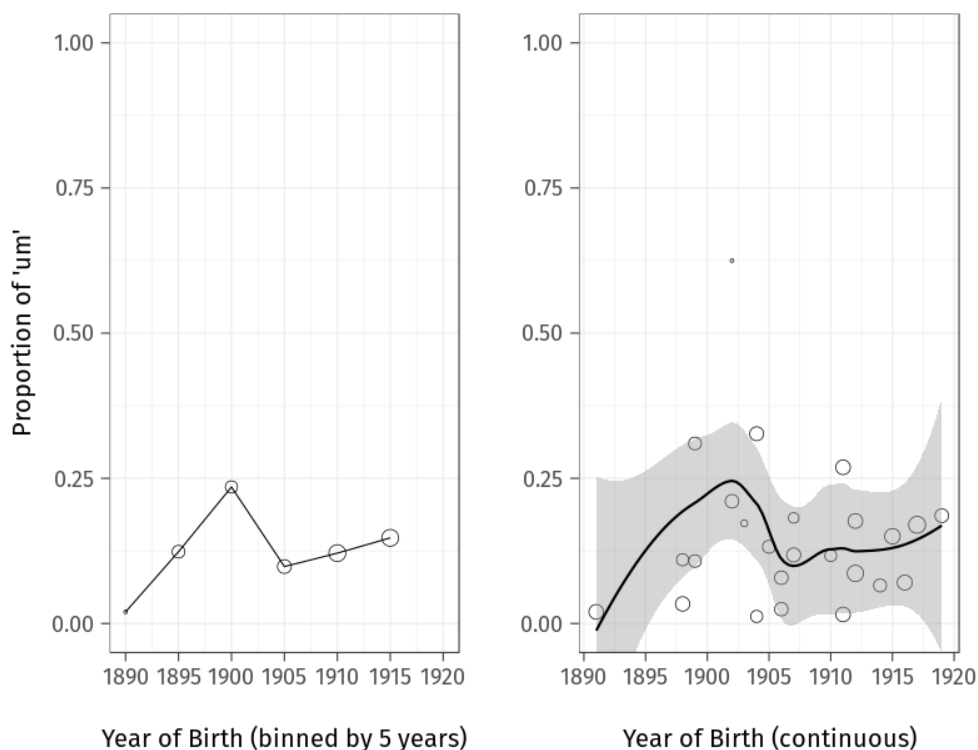 Proportion of 'um'
1.00
0.75
0.50
0.25
0.00
1890 1895 1900 1905 1910 1915 1920
Year of Birth (binned by 5 years)
1.00
0.75
0.50
0.25
0.00
1890 1895 1900 1905 1910 1915 1920
Year of Birth (continuous)